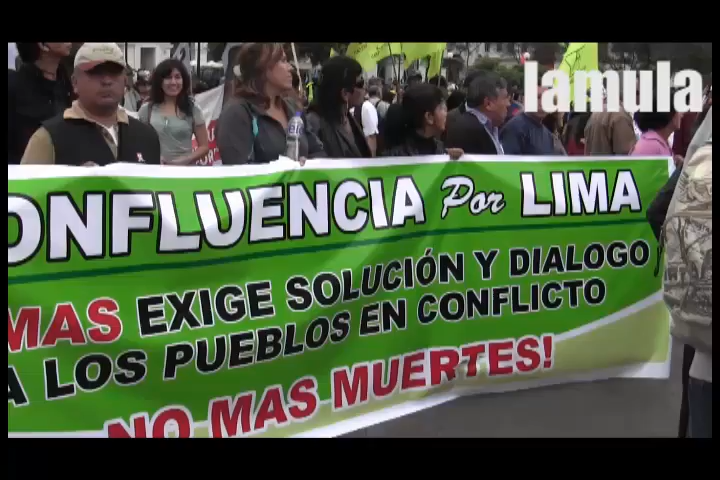 lamula
ONFLUENCIA Por LIMA
MAS EXIGE SOLUCIÓN Y DIALOGO
A LOS PUEBLOS EN CONFLICTO
NO MAS MUERTES!